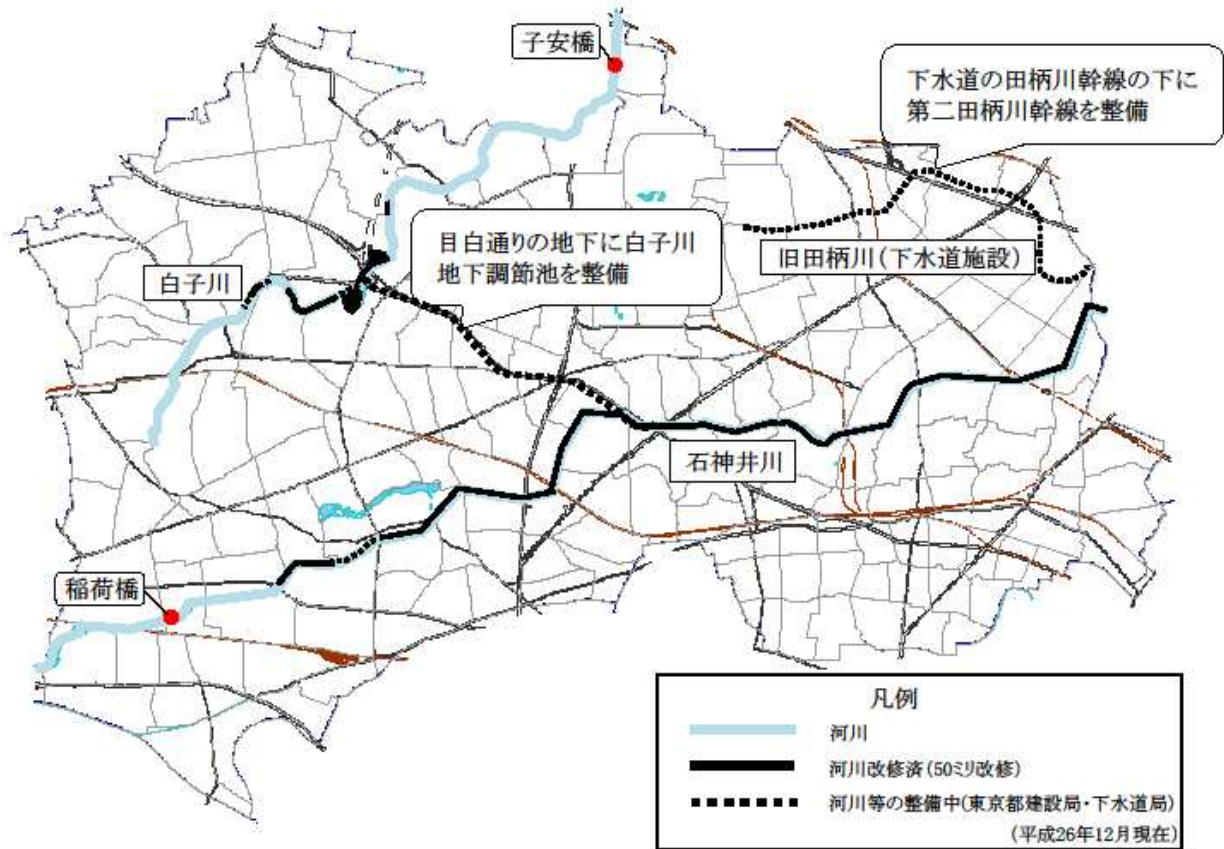 子安橋
下水道の田柄川幹線の下に
第二田柄川幹線を整備
目白通りの地下に白子川
地下調節池を整備
旧田柄川(下水道施設)
白子川
石神井川
稲荷橋
凡例
河川
河川改修済(50ミリ改修)
河川等の整備中(東京都建設局・下水道局)
(平成26年12月現在)